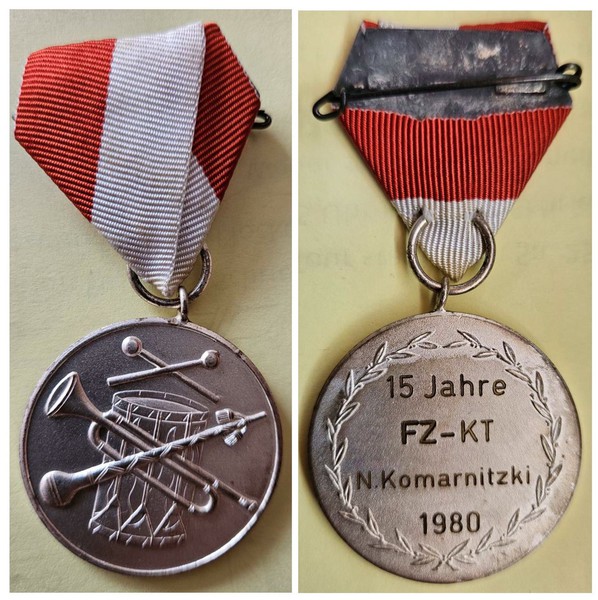 15 Jahre
FZ-KT
N.Komarnitzki
1980